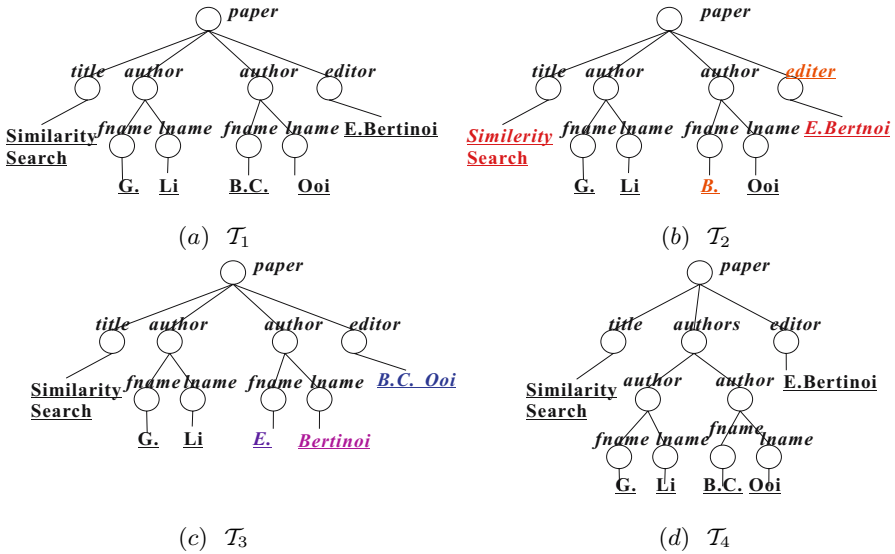 paper
title author author editor
Similarity
Search
fname lname fname lname E.Bertinoi
G. Li B.C. Ooi
(a) T1
paper
title author author editer
Similerity
Search
fname lname fname lname E.Bertnoi
G. Li B. Ooi
(b) T2
paper
title author author editor
Similarity
Search
fname lname fname lname B.C. Ooi
G. Li E. Bertinoi
(c) T3
paper
title authors editor
Similarity
Search
author author E.Bertinoi
fname lname fname lname
G. Li B.C. Ooi
(d) T4